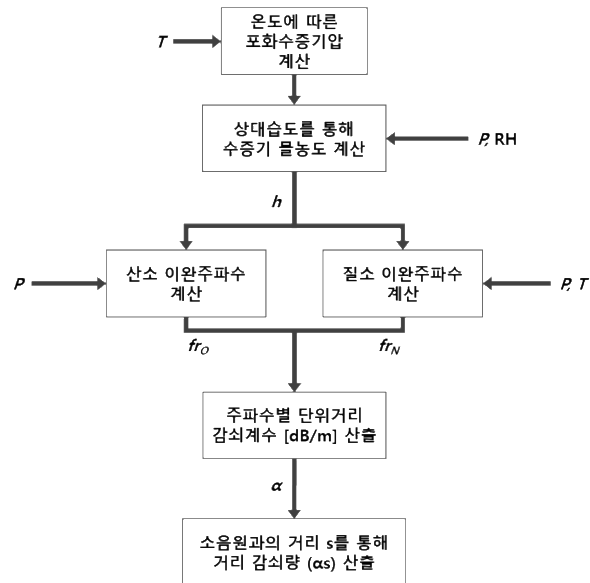 온도에 따른
포화수증기압
계산
T
상대습도를 통해
수증기 몰농도 계산
P, RH
h
산소 이완주파수
계산
질소 이완주파수
계산
P
P, T
frO
frN
주파수별 단위거리
감쇠계수 [dB/m] 산출
α
소음원과의 거리 s를 통해
거리 감쇠량 (αs) 산출